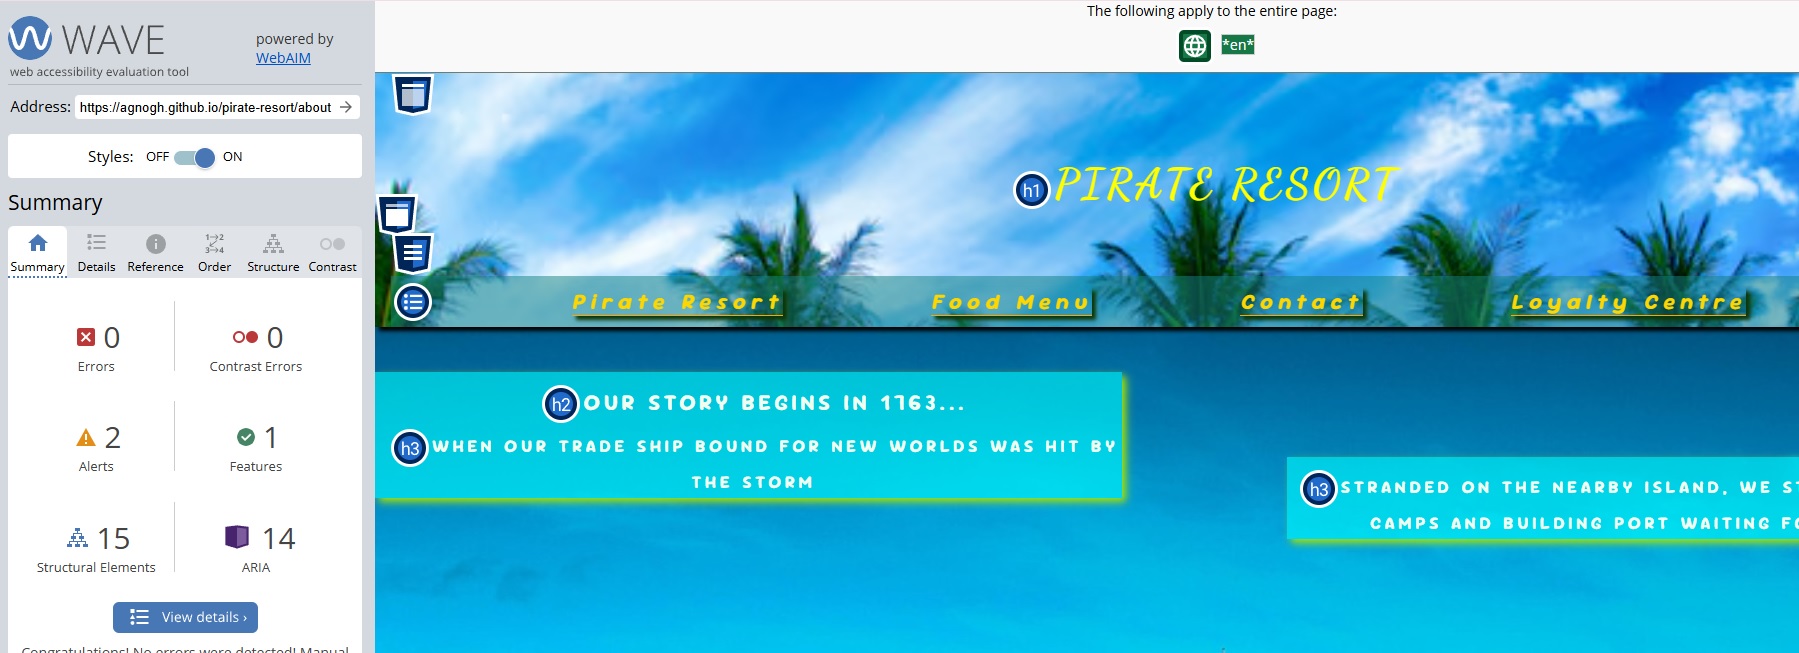 WAVE
web accessibility evaluation tool
powered by
WebAIM
Address: https://agnogh.github.io/pirate-resort/about
Styles: OFF ON
Summary
Summary Details Reference Order Structure Contrast
0
Errors
0
Contrast Errors
2
Alerts
1
Features
15
Structural Elements
14
ARIA
View details ›
Congratulations! No errors were detected! Manual
The following apply to the entire page:
*en*
h1 PIRATE RESORT
Pirate Resort Food Menu Contact Loyalty Centre
h2 OUR STORY BEGINS IN 1763...
h3 WHEN OUR TRADE SHIP BOUND FOR NEW WORLDS WAS HIT BY
THE STORM
h3 STRANDED ON THE NEARBY ISLAND, WE
CAMPS AND BUILDING PORT WAITING